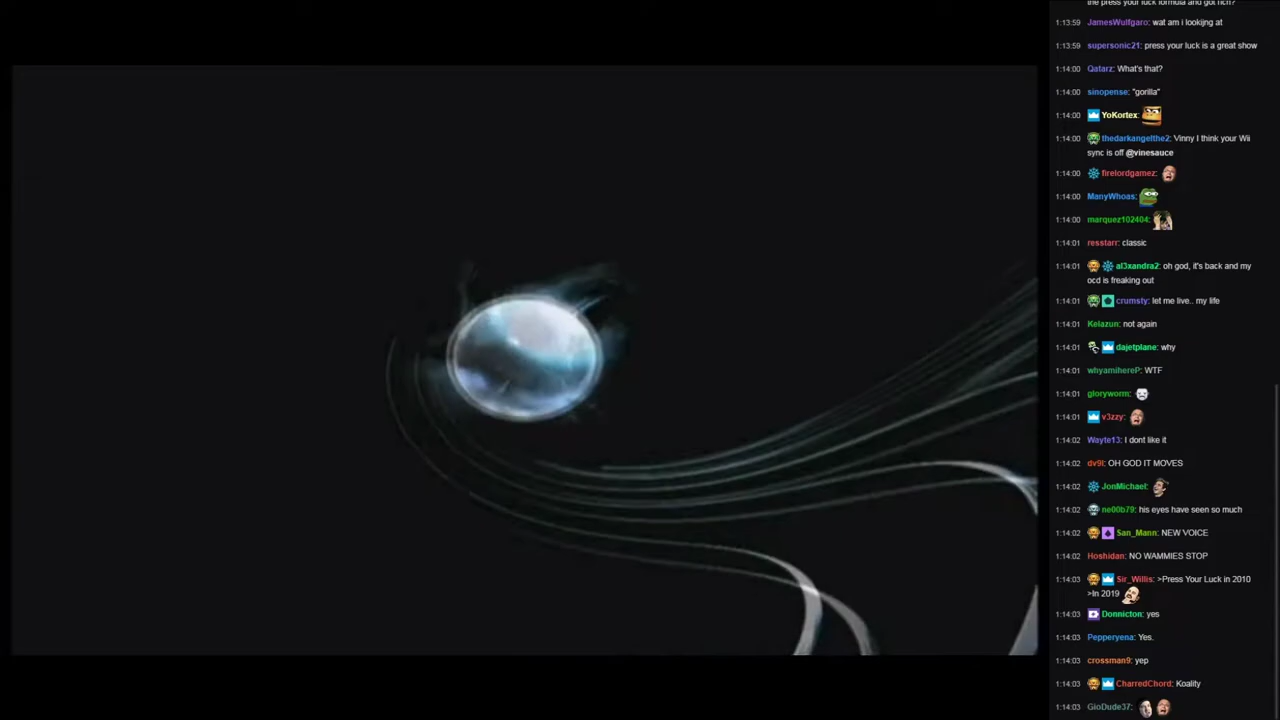 the press your luck formula and got rich?
1:13:59 JamesWulfgaro: wat am i lookijng at
1:13:59 supersonic21: press your luck is a great show
1:14:00 Qatarz: What's that?
1:14:00 sinopense: "gorilla"
1:14:00 YoKortex:
1:14:00 thedarkangelthe2: Vinny I think your Wii
sync is off @vinesauce
1:14:00 firelordgamez:
1:14:00 ManyWhoas:
1:14:00 marquez102404:
1:14:01 resstarr: classic
1:14:01 al3xandra2: oh god, it's back and my
ocd is freaking out
1:14:01 crumsty: let me live.. my life
1:14:01 Kelazun: not again
1:14:01 dajetplane: why
1:14:01 whyamihereP: WTF
1:14:01 gloryworm:
1:14:01 v3zzy:
1:14:02 Wayte13: I dont like it
1:14:02 dv9l: OH GOD IT MOVES
1:14:02 JonMichael:
1:14:02 ne00b79: his eyes have seen so much
1:14:02 San_Mann: NEW VOICE
1:14:02 Hoshidan: NO WAMMIES STOP
1:14:03 Sir_Willis: >Press Your Luck in 2010
>In 2019
1:14:03 Donnicton: yes
1:14:03 Pepperyena: Yes.
1:14:03 crossman9: yep
1:14:03 CharredChord: Koality
1:14:03 GioDude37: